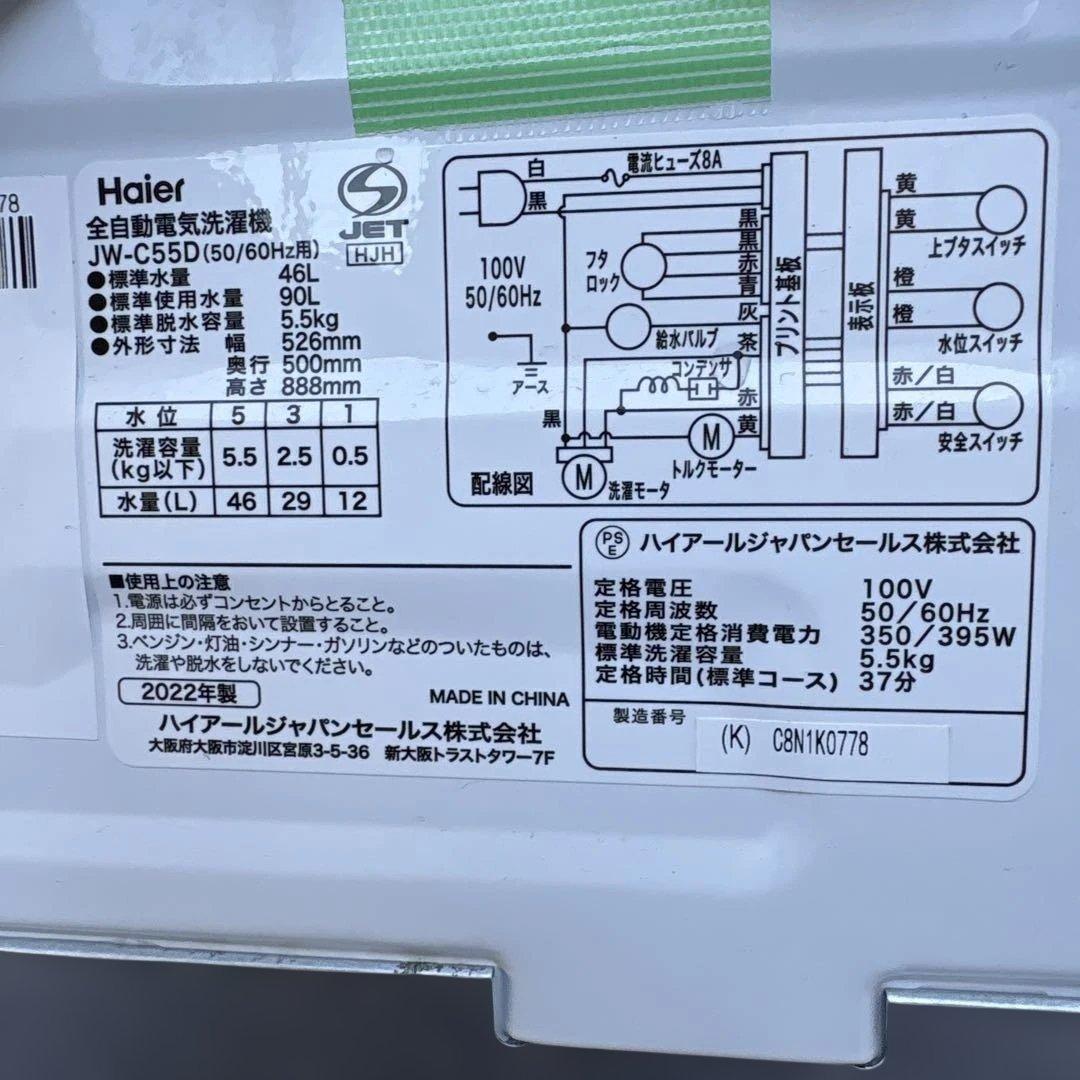 78
Haier
全自動電気洗濯機
JW-C55D(50/60Hz用)
●標準水量 46L
●標準使用水量 90L
●標準脱水容量 5.5kg
●外形寸法 幅 526mm
奥行 500mm
高さ 888mm
S
JET
HJH
水位 5 3 1
洗濯容量(kg以下) 5.5 2.5 0.5
水量(L) 46 29 12
白
電流ヒューズ8A
黒
100V
50/60Hz
アース
フタ
ロック
黒
黒
赤
青
灰
給水バルブ
茶
コンデンサ
赤
黒
黄
M
トルクモーター
M
洗濯モータ
配線図
プリント基板
表示板
黄
黄
上ブタスイッチ
橙
橙
水位スイッチ
赤/白
赤/白
安全スイッチ
■使用上の注意
1.電源は必ずコンセントからとること。
2.周囲に間隔をおいて設置すること。
3.ベンジン・灯油・シンナー・ガソリンなどのついたものは、
洗濯や脱水をしないでください。
2022年製
MADE IN CHINA
ハイアールジャパンセールス株式会社
大阪府大阪市淀川区宮原3-5-36 新大阪トラストタワー7F
PS
E
ハイアールジャパンセールス株式会社
定格電圧 100V
定格周波数 50/60Hz
電動機定格消費電力 350/395W
標準洗濯容量 5.5kg
定格時間(標準コース) 37分
製造番号
(K) C8N1K0778